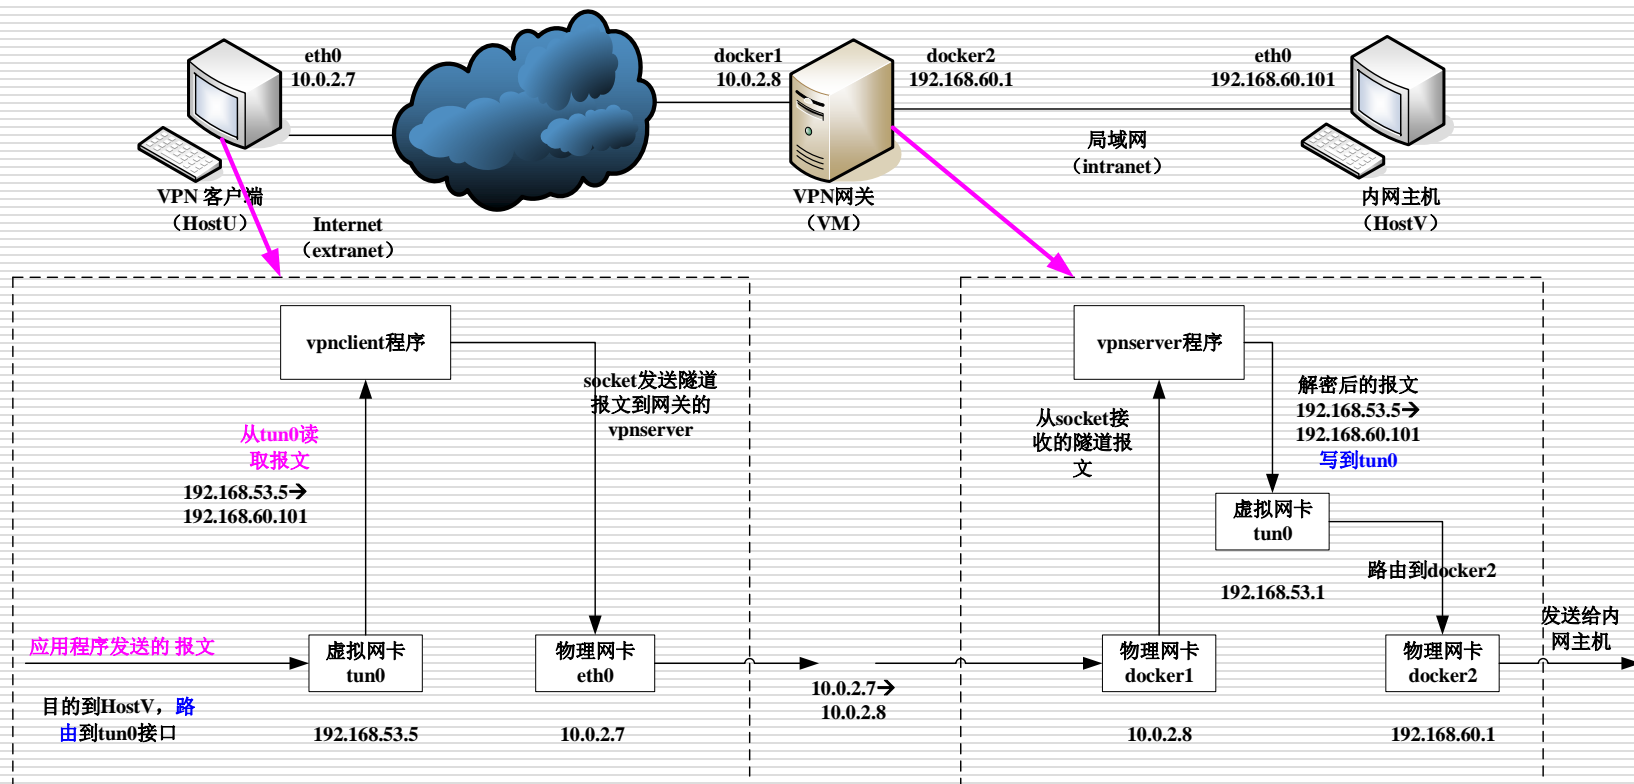 eth0
10.0.2.7
docker1
10.0.2.8
docker2
192.168.60.1
eth0
192.168.60.101
局域网
（intranet）
VPN 客户端
（HostU）
Internet
（extranet）
VPN网关
（VM）
内网主机
（HostV）
vpnclient程序
socket发送隧道
报文到网关的
vpnserver
从tun0读
取报文
192.168.53.5→
192.168.60.101
应用程序发送的 报文
目的到HostV，路
由到tun0接口
虚拟网卡
tun0
192.168.53.5
物理网卡
eth0
10.0.2.7
10.0.2.7→
10.0.2.8
vpnserver程序
从socket接
收的隧道报
文
解密后的报文
192.168.53.5→
192.168.60.101
写到tun0
虚拟网卡
tun0
192.168.53.1
路由到docker2
物理网卡
docker1
10.0.2.8
物理网卡
docker2
192.168.60.1
发送给内
网主机